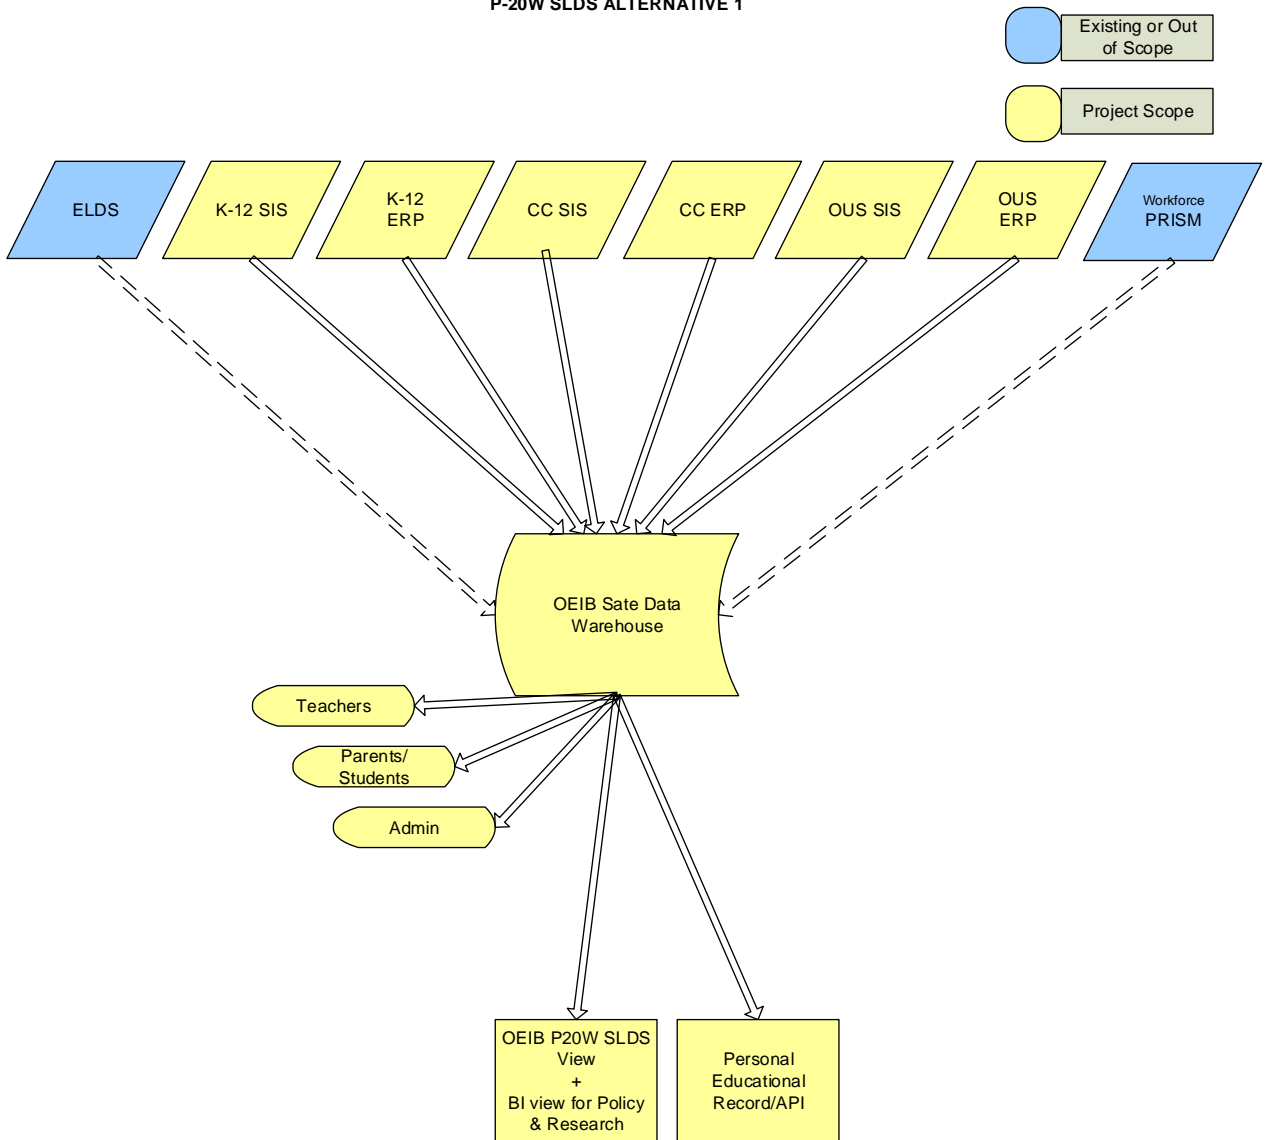 P-20W SLDS ALTERNATIVE 1
Existing or Out
of Scope
Project Scope
ELDS
K-12 SIS
K-12
ERP
CC SIS
CC ERP
OUS SIS
OUS
ERP
Workforce
PRISM
OEIB Sate Data
Warehouse
Teachers
Parents/
Students
Admin
OEIB P20W SLDS
View
+
BI view for Policy
& Research
Personal
Educational
Record/API